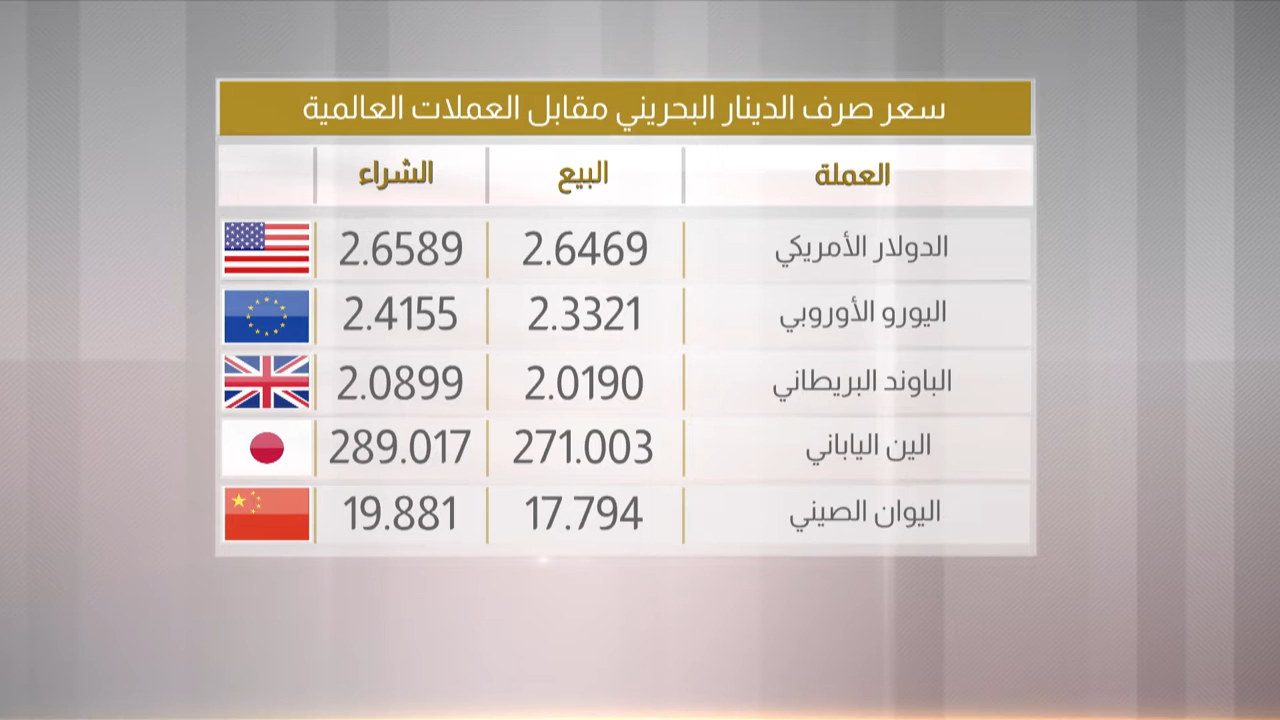 سعر صرف الدينار البحريني مقابل العملات العالمية
العملة البيع الشراء
الدولار الأمريكي 2.6469 2.6589
اليورو الأوروبي 2.3321 2.4155
الباوند البريطاني 2.0190 2.0899
الين الياباني 271.003 289.017
اليوان الصيني 17.794 19.881